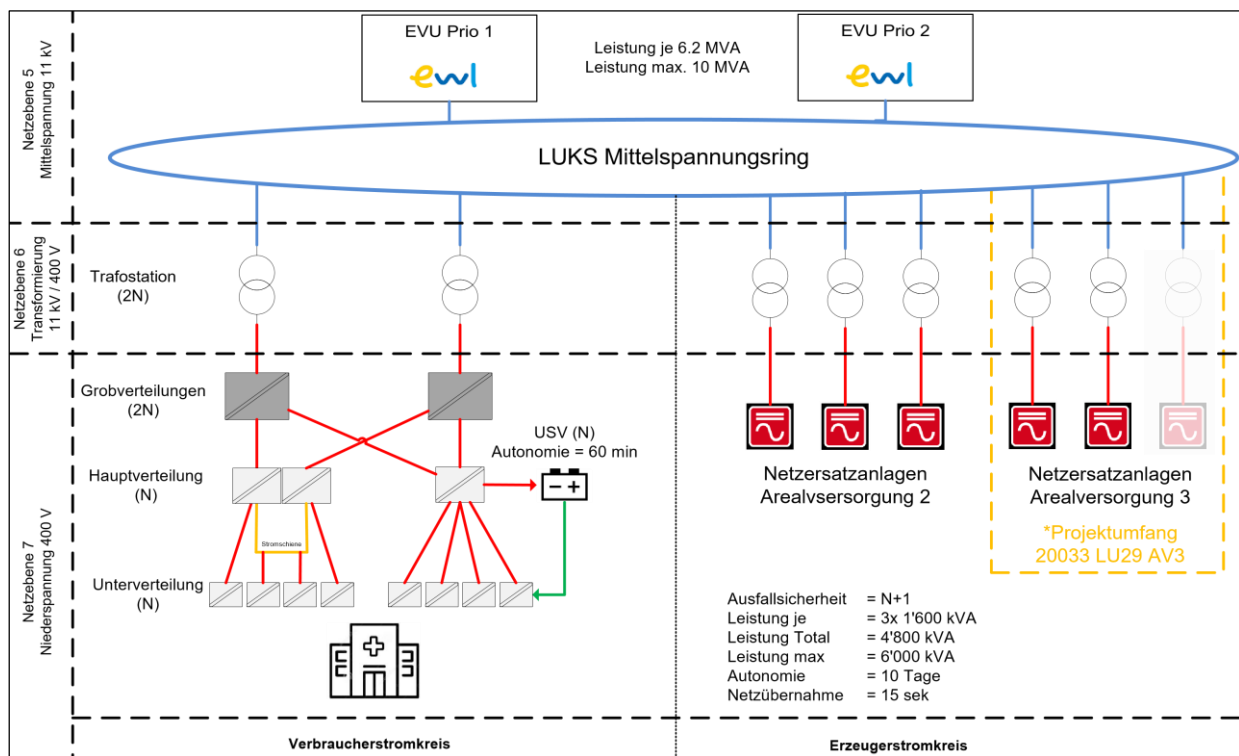 EVU Prio 1
ewl
Leistung je 6.2 MVA
Leistung max. 10 MVA
EVU Prio 2
ewl
Netzebene 5
Mittelspannung 11 kV
LUKS Mittelspannungsring
Netzebene 6
Transformierung
11 kV / 400 V
Trafostation
(2N)
Netzebene 7
Niederspannung 400 V
Grobverteilungen
(2N)
USV (N)
Autonomie = 60 min
Hauptverteilung
(N)
Stromschiene
Unterverteilung
(N)
Netzersatzanlagen
Arealversorgung 2
Netzersatzanlagen
Arealversorgung 3
*Projektumfang
20033 LU29 AV3
Ausfallsicherheit = N+1
Leistung je = 3x 1'600 kVA
Leistung Total = 4'800 kVA
Leistung max = 6'000 kVA
Autonomie = 10 Tage
Netzübernahme = 15 sek
Verbraucherstromkreis
Erzeugerstromkreis